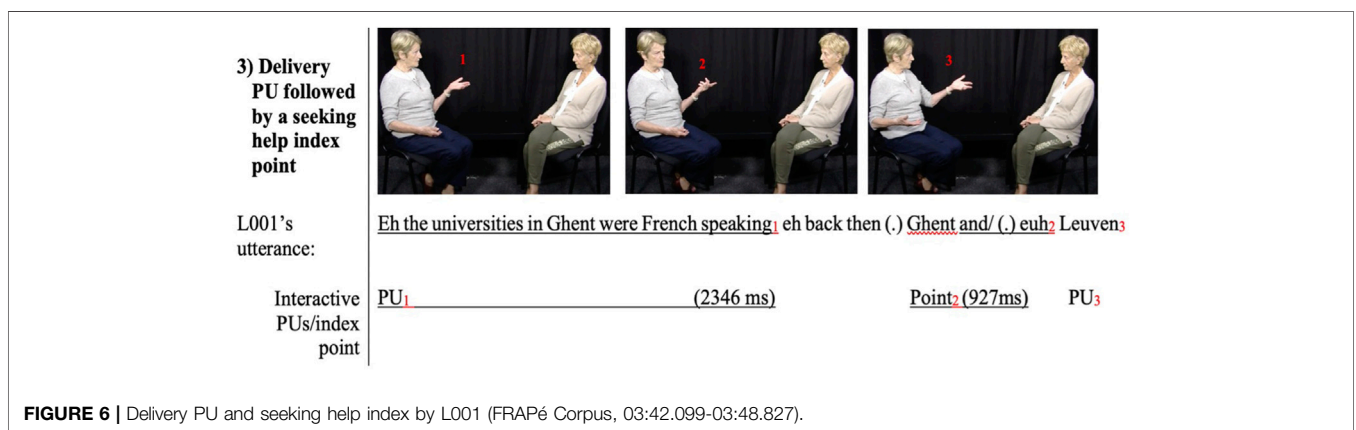 3) Delivery
PU followed
by a seeking
help index
point
1
2
3
L001's
utterance:
Eh the universities in Ghent were French speaking1 eh back then (.) Ghent and/ (.) euh2 Leuven3
Interactive
PUs/index
point
PU1 (2346 ms) Point2 (927ms) PU3
FIGURE 6 | Delivery PU and seeking help index by L001 (FRAPé Corpus, 03:42.099-03:48.827).